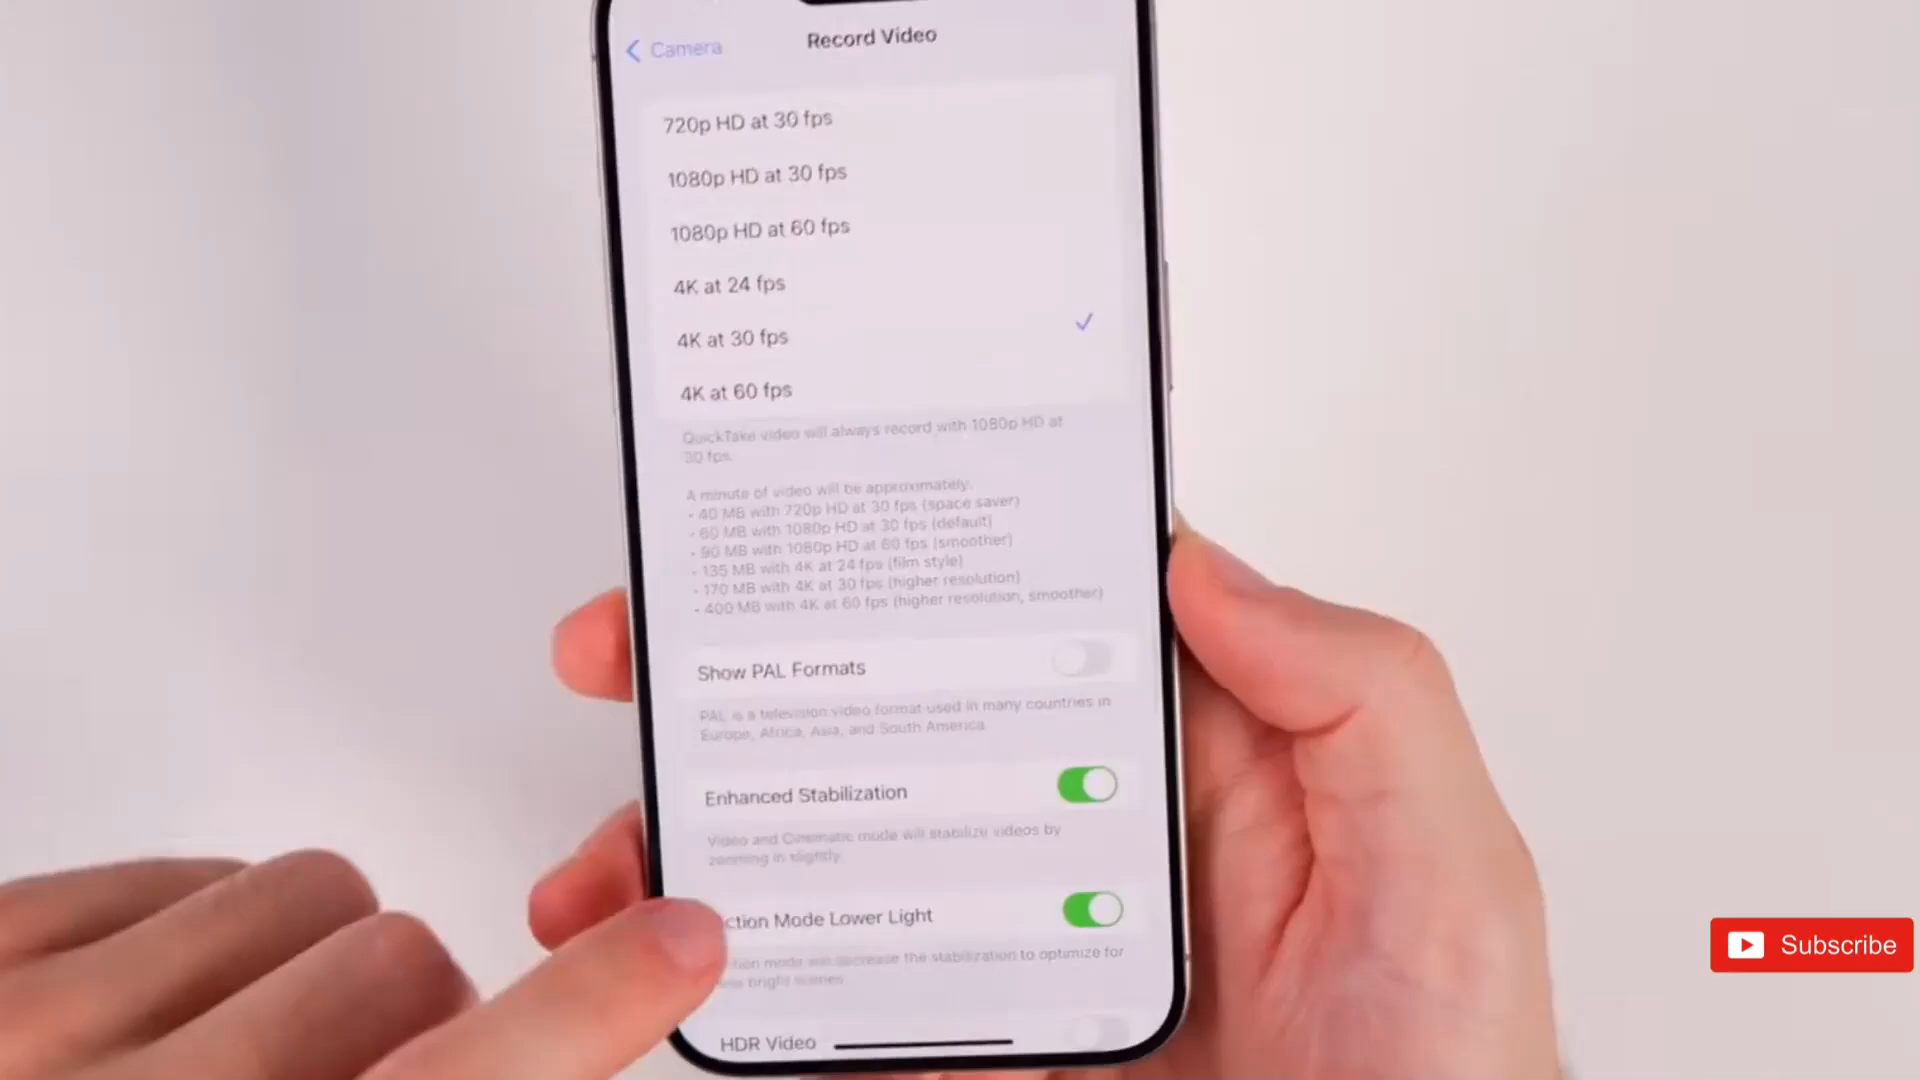 Camera
Record Video
720p HD at 30 fps
1080p HD at 30 fps
1080p HD at 60 fps
4K at 24 fps
4K at 30 fps
4K at 60 fps
QuickTake video will always record with 1080p HD at
30 fps.
A minute of video will be approximately:
- 40 MB with 720p HD at 30 fps (space saver)
- 60 MB with 1080p HD at 30 fps (default)
- 90 MB with 1080p HD at 60 fps (smoother)
- 135 MB with 4K at 24 fps (film style)
- 170 MB with 4K at 30 fps (higher resolution)
- 400 MB with 4K at 60 fps (higher resolution, smoother)
Show PAL Formats
PAL is a television video format used in many countries in
Europe, Africa, Asia, and South America.
Enhanced Stabilization
Video and Cinematic mode will stabilize videos by
zooming in slightly.
ction Mode Lower Light
tion mode will decrease the stabilization to optimize for
less bright scenes
HDR Video
Subscribe